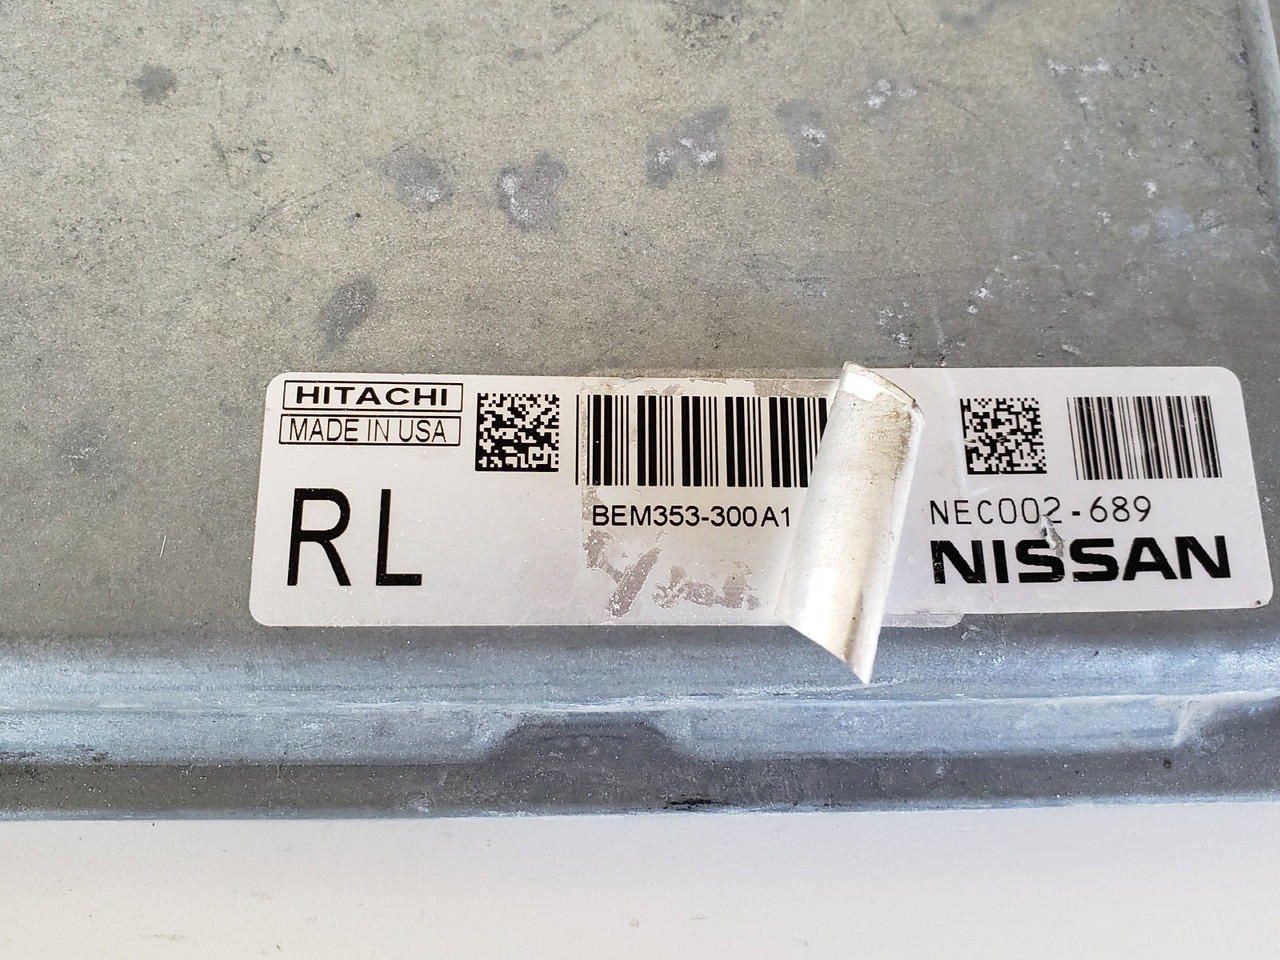 HITACHI
MADE IN USA
RL
BEM353-300A1
NEC002-689
NISSAN